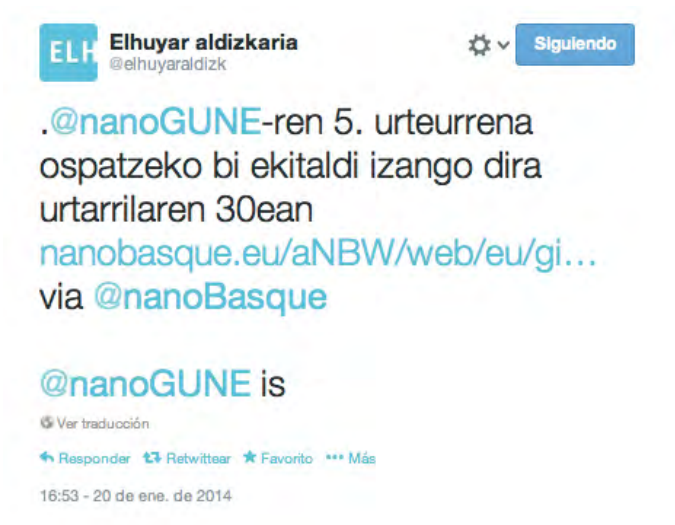 ELH
Elhuyar aldizkaria
@elhuyaraldizk
Siguiendo
.@nanoGUNE-ren 5. urteurrena
ospatzeko bi ekitaldi izango dira
urtarrilaren 30ean
nanobasque.eu/aNBW/web/eu/gi...
via @nanoBasque
@nanoGUNE is
Ver traducción
Responder Retwittear Favorito Más
16:53 - 20 de ene. de 2014